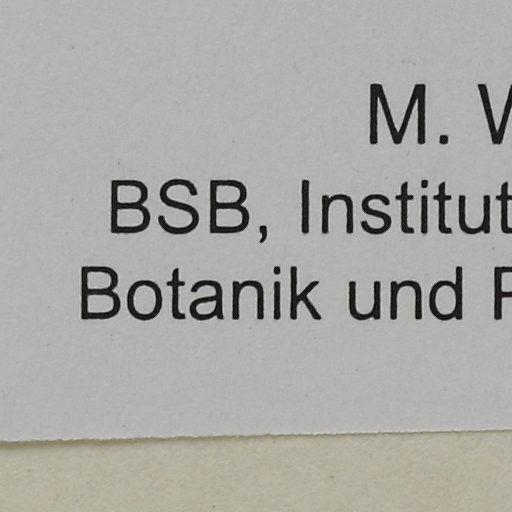 M.
BSB, Institut
Botanik und